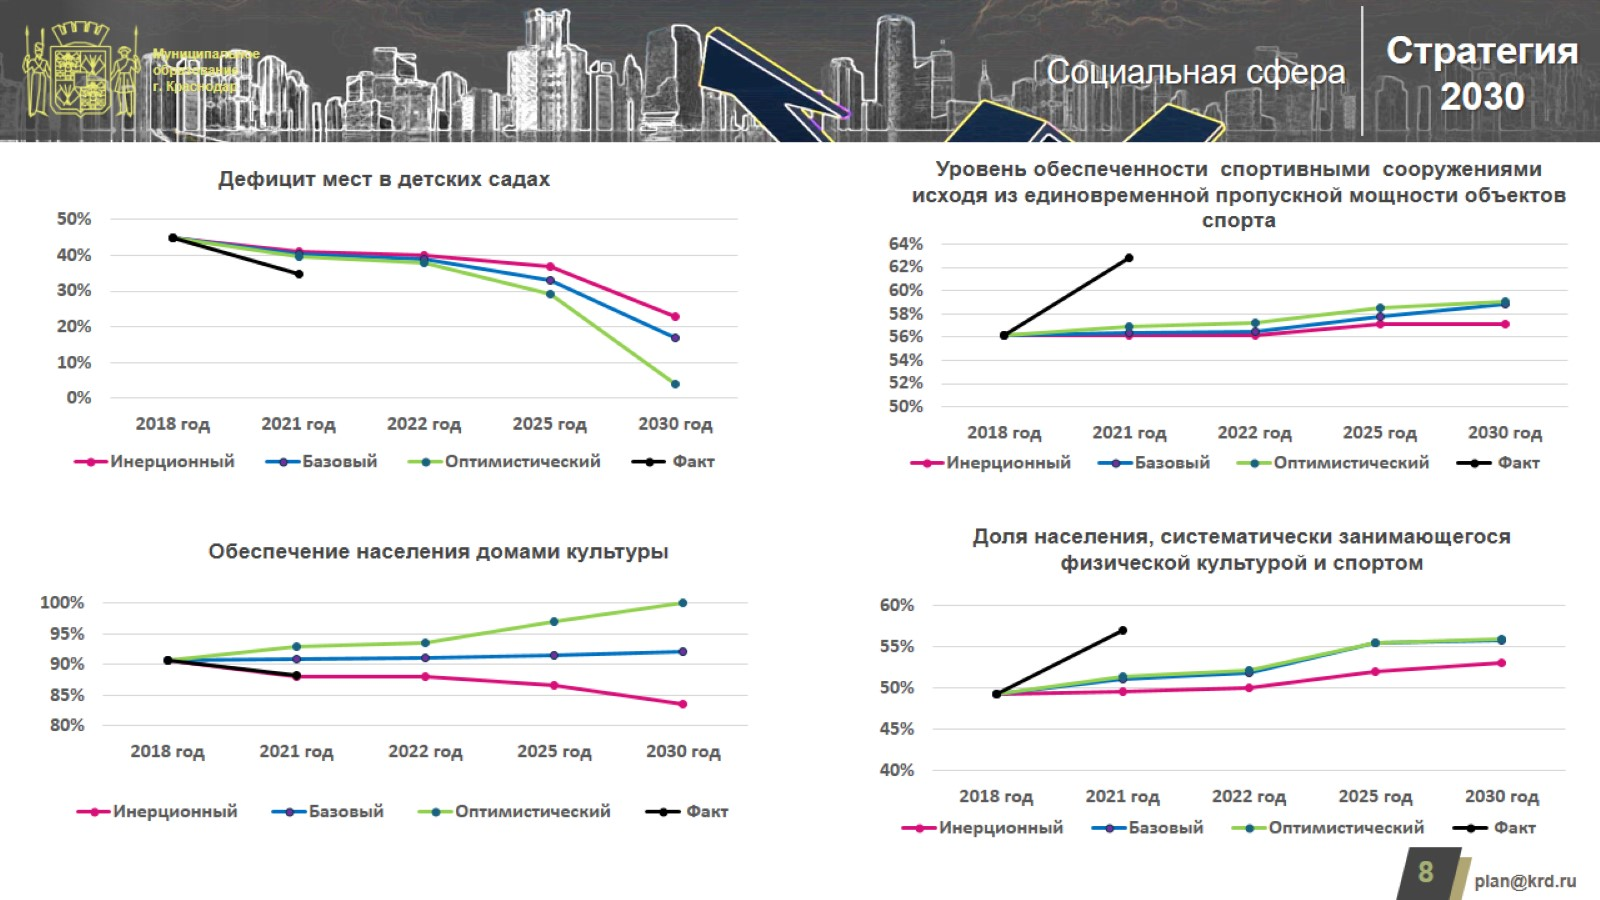 Муниципальное
образование
г. Краснодар
Социальная сфера
Стратегия
2030
Дефицит мест в детских садах
50%
40%
30%
20%
10%
0%
2018 год 2021 год 2022 год 2025 год 2030 год
Инерционный Базовый Оптимистический Факт
Уровень обеспеченности спортивными сооружениями
исходя из единовременной пропускной мощности объектов
спорта
64%
62%
60%
58%
56%
54%
52%
50%
2018 год 2021 год 2022 год 2025 год 2030 год
Инерционный Базовый Оптимистический Факт
Обеспечение населения домами культуры
100%
95%
90%
85%
80%
2018 год 2021 год 2022 год 2025 год 2030 год
Инерционный Базовый Оптимистический Факт
Доля населения, систематически занимающегося
физической культурой и спортом
60%
55%
50%
45%
40%
2018 год 2021 год 2022 год 2025 год 2030 год
Инерционный Базовый Оптимистический Факт
8
plan@krd.ru